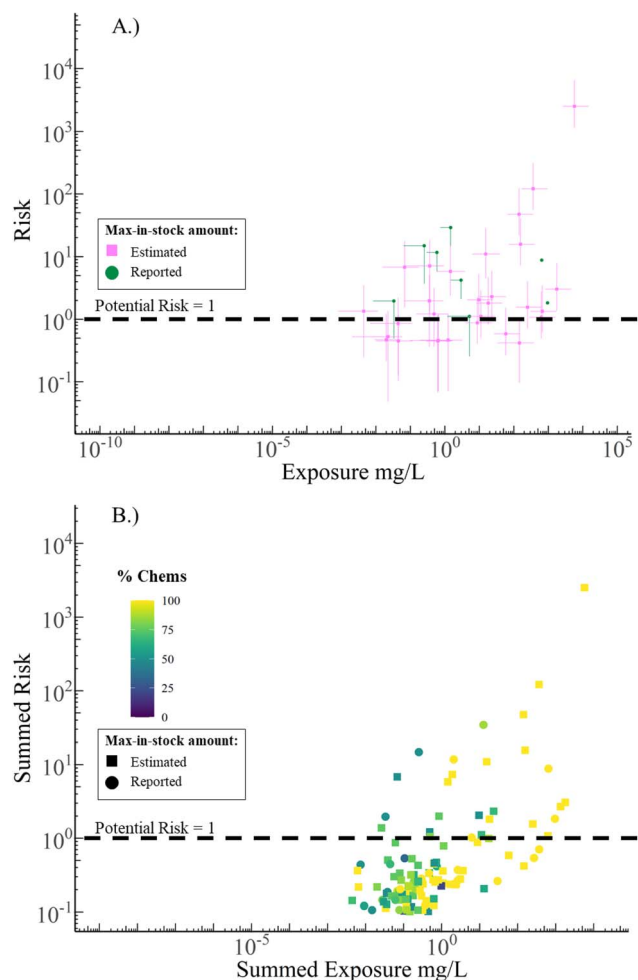 A.)
10^4
10^3
10^2
Risk
10^1
Max-in-stock amount:
Estimated
Reported
Potential Risk = 1
10^0
10^-1
10^-10
10^-5
10^0
10^5
Exposure mg/L
B.)
10^4
% Chems
100
75
50
25
0
10^3
Summed Risk
10^2
Max-in-stock amount:
Estimated
Reported
10^1
Potential Risk = 1
10^0
10^-1
10^-5
10^0
10^5
Summed Exposure mg/L